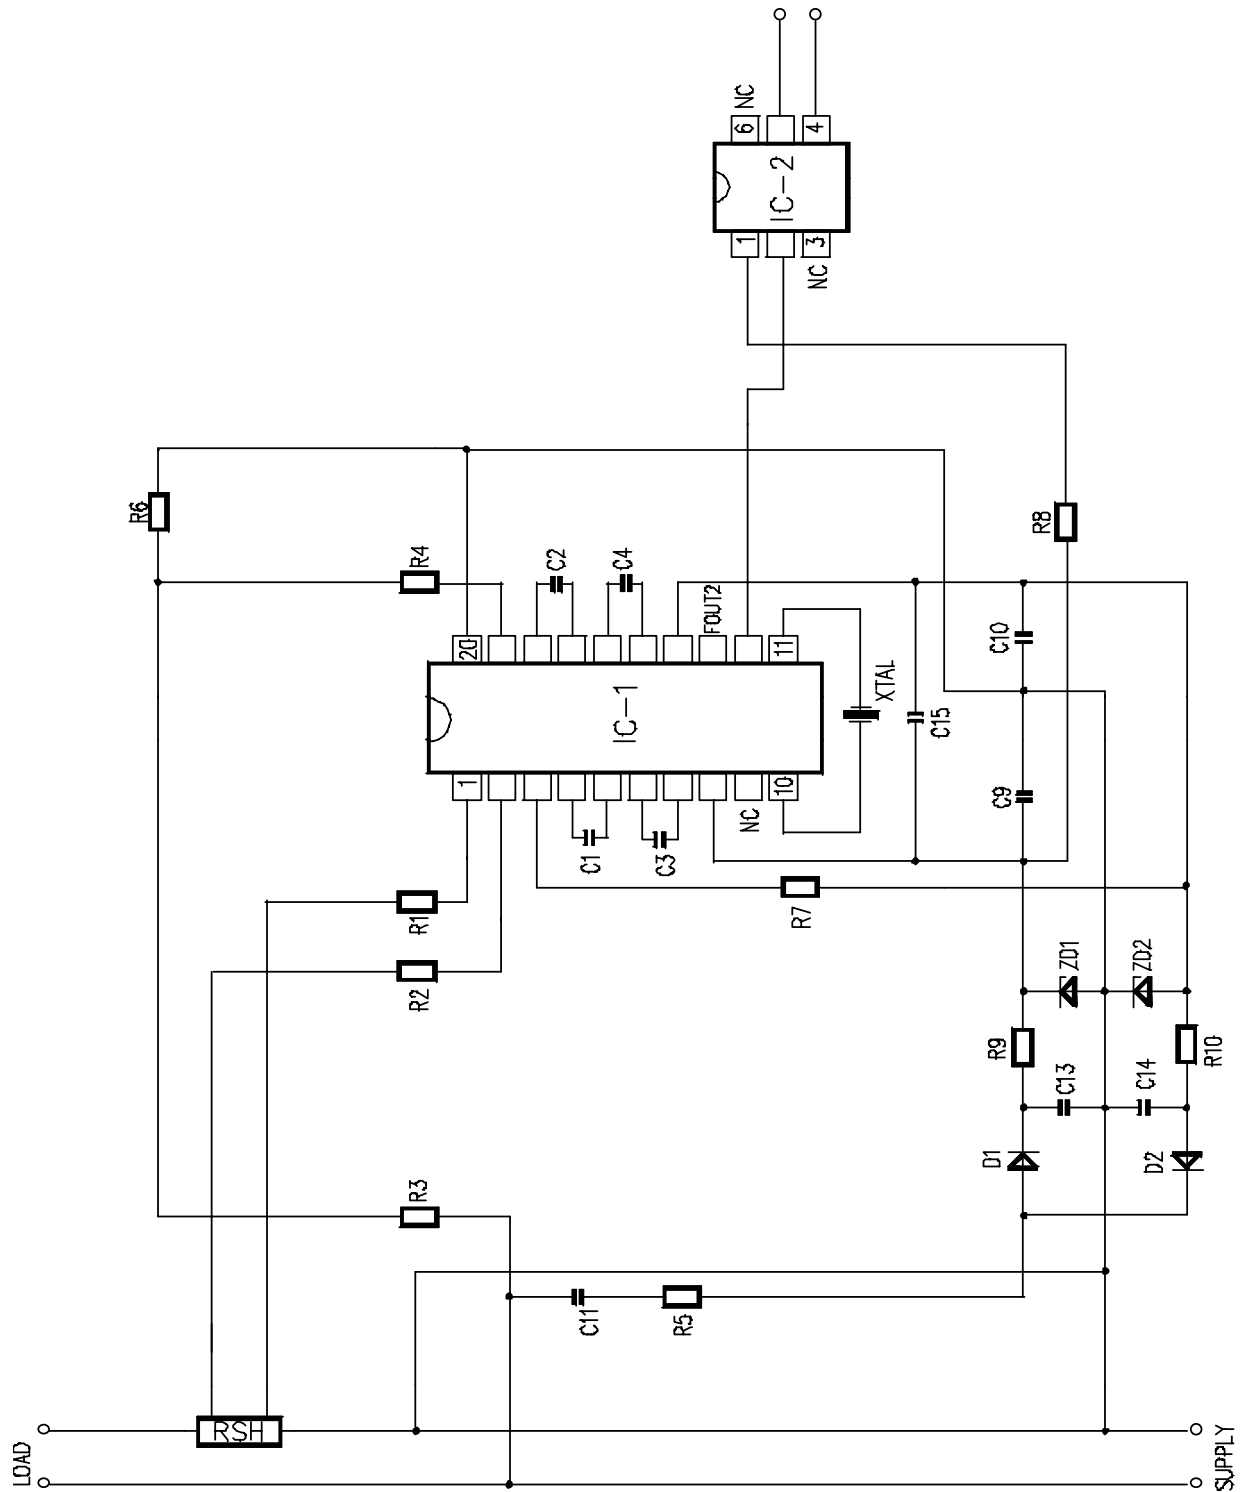 6
NC
4
IC-2
1
3
NC
R6
R4
C2
C4
R8
FOUT2
C10
20
11
XTAL
IC-1
C15
1
10
C9
NC
C1
C3
R1
R7
R2
ZD1
ZD2
R9
R10
C13
C14
D1
D2
R3
C11
R5
RSH
LOAD
SUPPLY